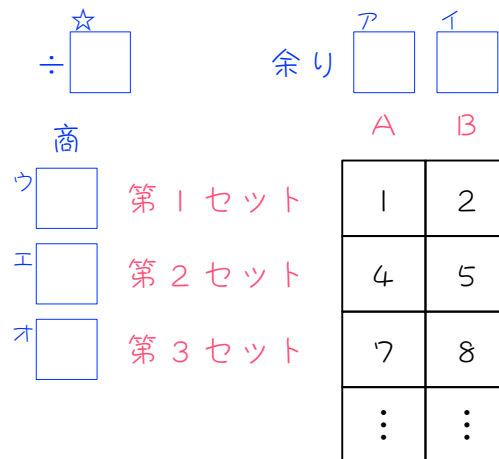 ☆ ア イ
÷ 余り
商 A B
ウ 第1セット 1 2
エ 第2セット 4 5
オ 第3セット 7 8
⋮ ⋮